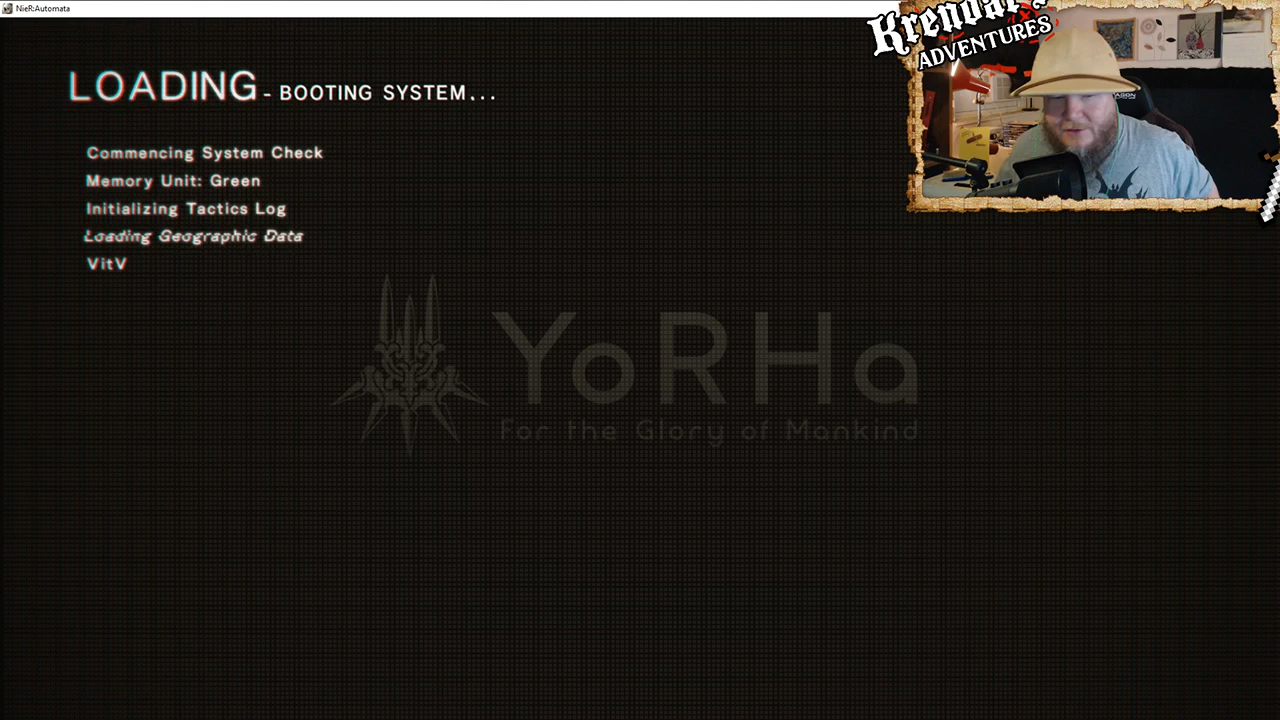 NieR:Automata
Krendar's
ADVENTURES
LOADING - BOOTING SYSTEM...
Commencing System Check
Memory Unit: Green
Initializing Tactics Log
Loading Geographic Data
VitV
YoRHa
For the Glory of Mankind